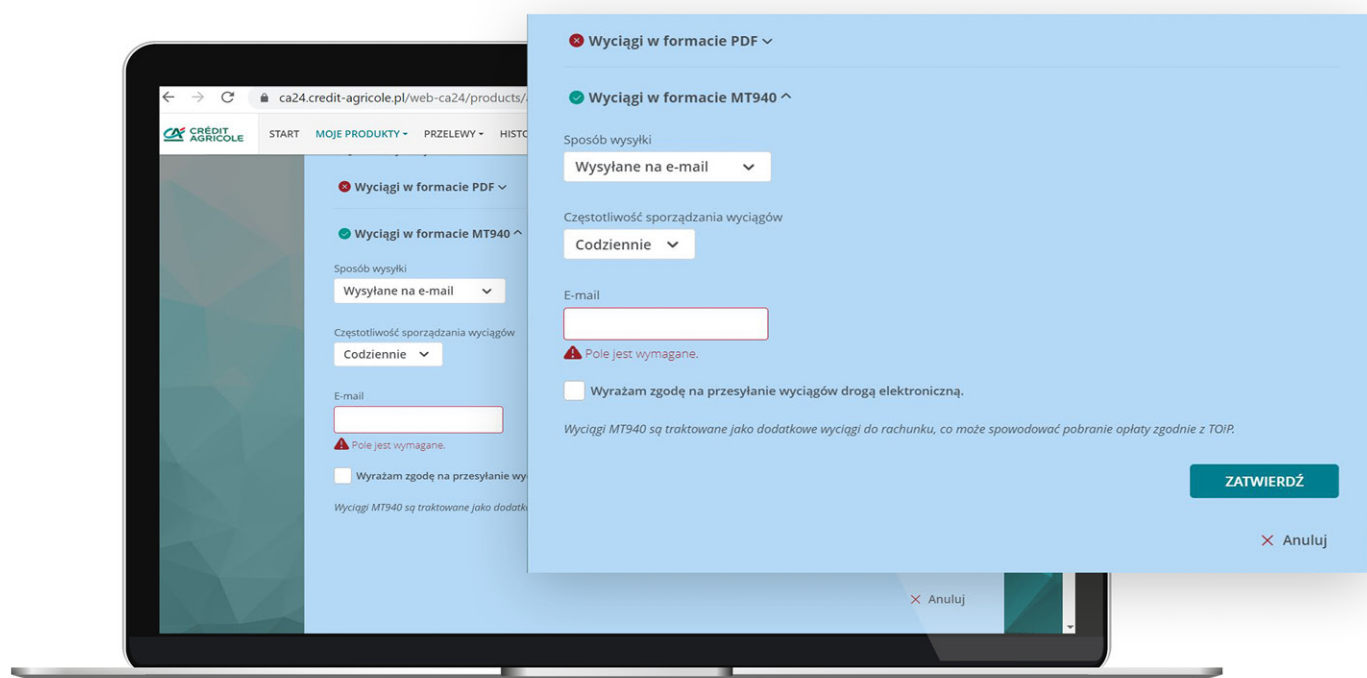 ca24.credit-agricole.pl/web-ca24/products/
CRÉDIT
AGRICOLE
START MOJE PRODUKTY PRZELEWY
Wyciągi w formacie PDF
Wyciągi w formacie MT940
Sposób wysyłki
Wysyłane na e-mail
Częstotliwość sporządzania wyciągów
Codziennie
E-mail
Pole jest wymagane.
Wyrażam zgodę na przesyłanie
Wyciągi MT940 są traktowane jako
Anuluj
Wyciągi w formacie PDF
Wyciągi w formacie MT940
Sposób wysyłki
Wysyłane na e-mail
Częstotliwość sporządzania wyciągów
Codziennie
E-mail
Pole jest wymagane.
Wyrażam zgodę na przesyłanie wyciągów drogą elektroniczną.
Wyciągi MT940 są traktowane jako dodatkowe wyciągi do rachunku, co może spowodować pobranie opłaty zgodnie z TOiP.
ZATWIERDŹ
Anuluj